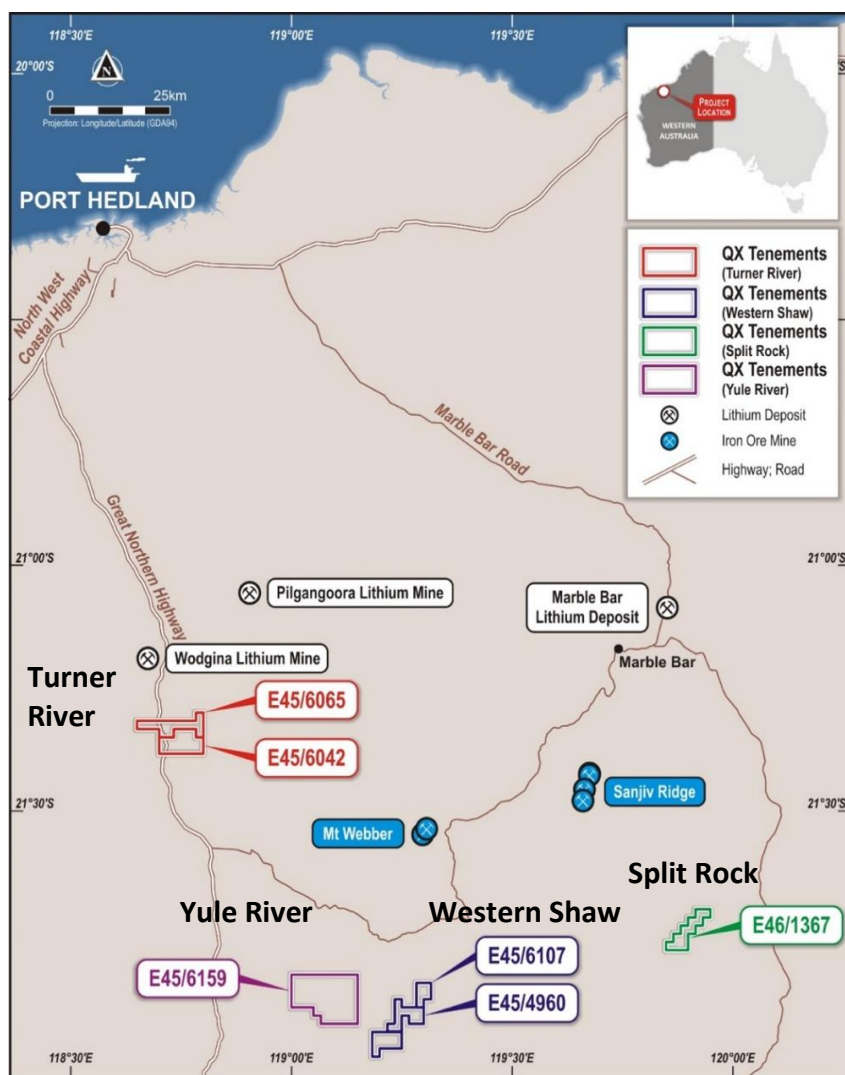 118°30'E
119°00'E
119°30'E
20°00'S
N
0
25km
Projection: Longitude/Latitude (GDA94)
PROJECT
LOCATION
WESTERN
AUSTRALIA
PORT HEDLAND
North West
Coastal Highway
QX Tenements
(Turner River)
QX Tenements
(Western Shaw)
QX Tenements
(Split Rock)
QX Tenements
(Yule River)
Lithium Deposit
Iron Ore Mine
Highway; Road
Marble Bar Road
Great Northern Highway
21°00'S
21°00'S
Pilgangoora Lithium Mine
Marble Bar
Lithium Deposit
Wodgina Lithium Mine
Marble Bar
Turner
River
E45/6065
E45/6042
Sanjiv Ridge
21°30'S
21°30'S
Mt Webber
Split Rock
Yule River
Western Shaw
E46/1367
E45/6107
E45/6159
E45/4960
118°30'E
119°00'E
119°30'E
120°00'E